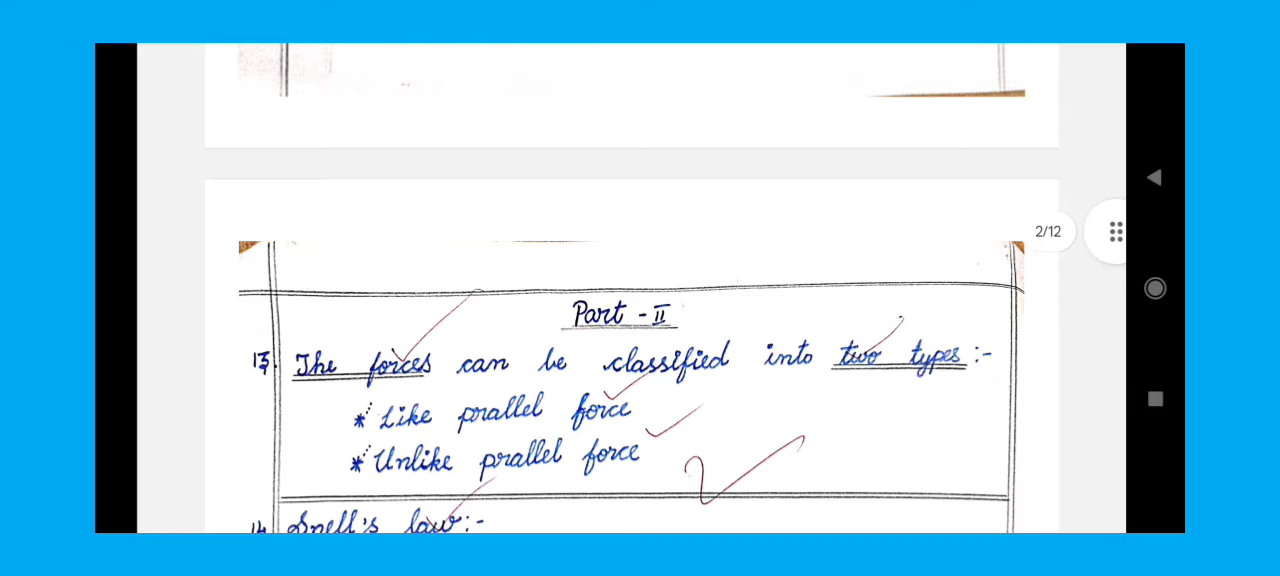 2/12
Part - II
13. The forces can be classified into two types :-
* Like prallel force
* Unlike prallel force
2
14 Snell's law :-